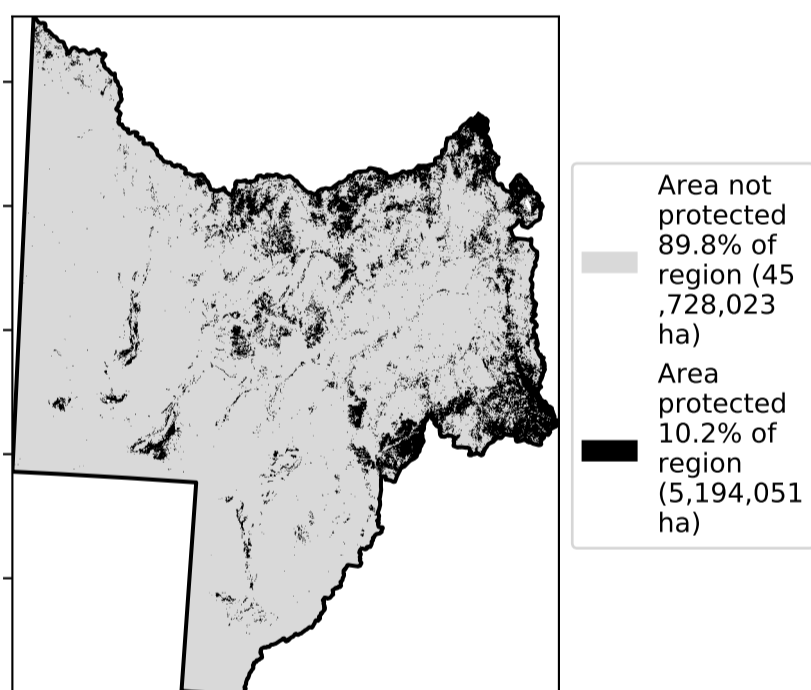 Area not
protected
89.8% of
region (45
,728,023
ha)
Area
protected
10.2% of
region
(5,194,051
ha)